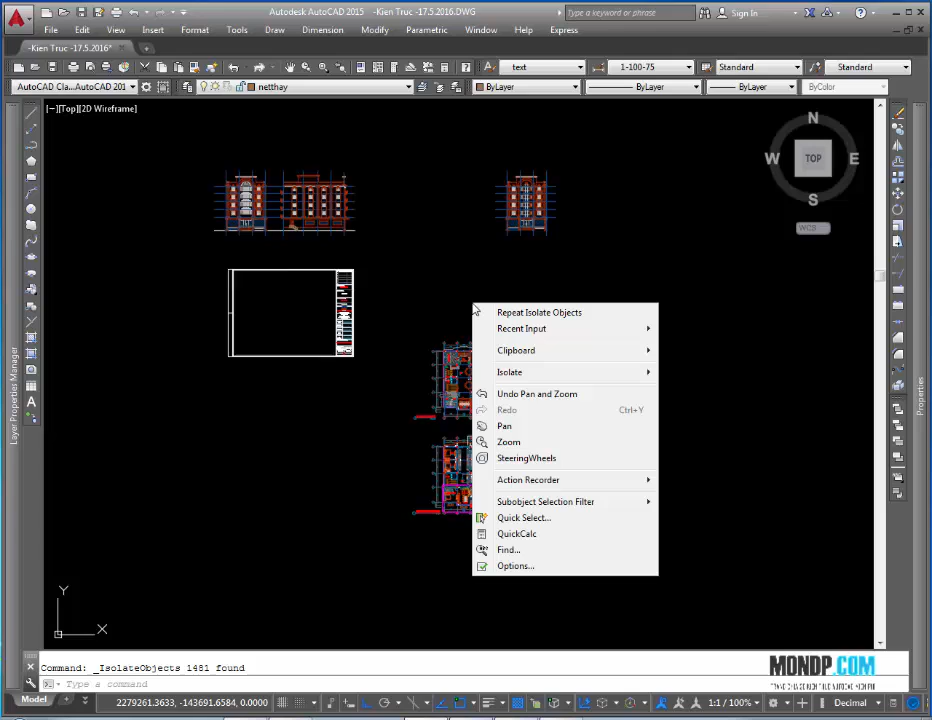 Autodesk AutoCAD 2015   -Kien Truc -17.5.2016.DWG
Type a keyword or phrase
Sign In
File Edit View Insert Format Tools Draw Dimension Modify Parametric Window Help Express
-Kien Truc -17.5.2016*
text
1-100-75
Standard
Standard
AutoCAD Cla...AutoCAD 201
netthay
ByLayer
ByLayer
ByLayer
ByColor
[−][Top][2D Wireframe]
N
W TOP E
S
WCS
Repeat Isolate Objects
Recent Input
Clipboard
Isolate
Undo Pan and Zoom
Redo Ctrl+Y
Pan
Zoom
SteeringWheels
Action Recorder
Subobject Selection Filter
Quick Select...
QuickCalc
Find...
Options...
Layer Properties Manager
Properties
Y
X
Command: _IsolateObjects 1481 found
Type a command
MONDP.COM
Model
2279261.3633, -143691.6584, 0.0000
1:1 / 100%
Decimal